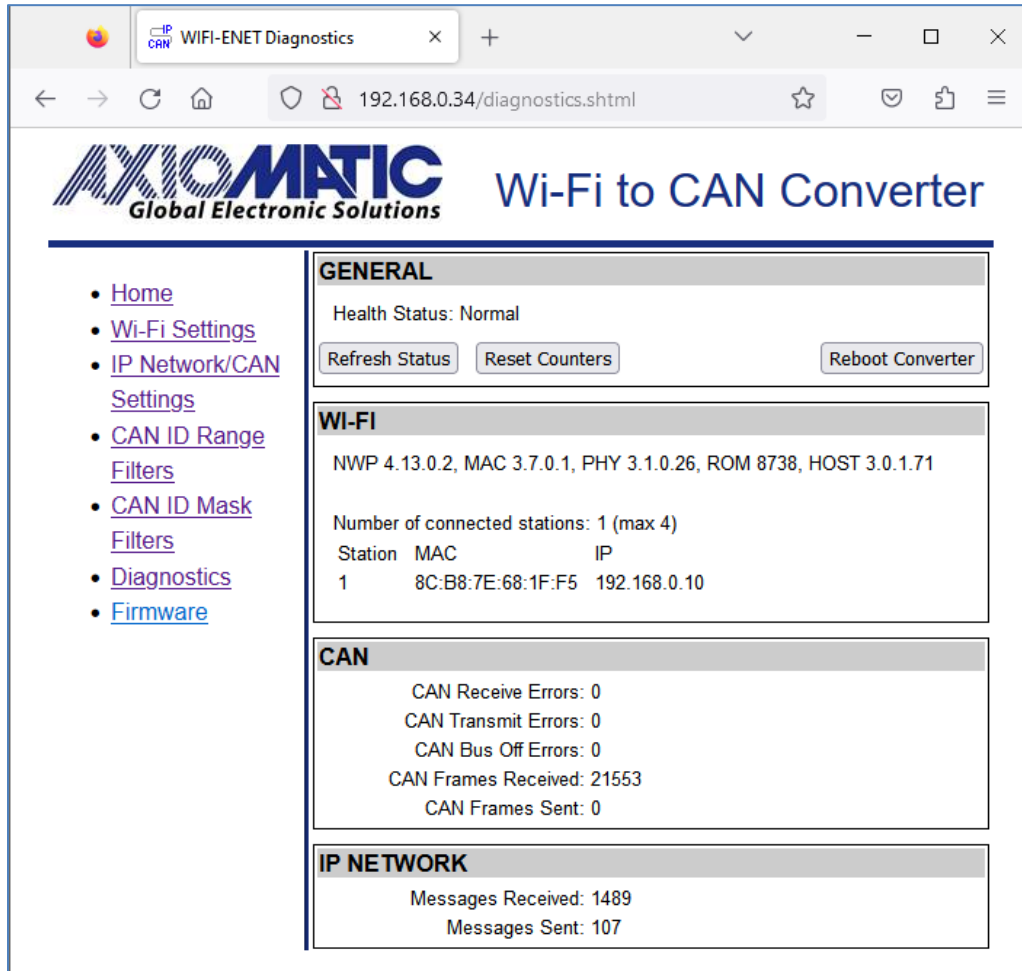 IP
CAN
WIFI-ENET Diagnostics
192.168.0.34/diagnostics.shtml
AXIOMATIC
Global Electronic Solutions
Wi-Fi to CAN Converter
Home
Wi-Fi Settings
IP Network/CAN
Settings
CAN ID Range
Filters
CAN ID Mask
Filters
Diagnostics
Firmware
GENERAL
Health Status: Normal
Refresh Status Reset Counters Reboot Converter
WI-FI
NWP 4.13.0.2, MAC 3.7.0.1, PHY 3.1.0.26, ROM 8738, HOST 3.0.1.71
Number of connected stations: 1 (max 4)
Station MAC IP
1 8C:B8:7E:68:1F:F5 192.168.0.10
CAN
CAN Receive Errors: 0
CAN Transmit Errors: 0
CAN Bus Off Errors: 0
CAN Frames Received: 21553
CAN Frames Sent: 0
IP NETWORK
Messages Received: 1489
Messages Sent: 107